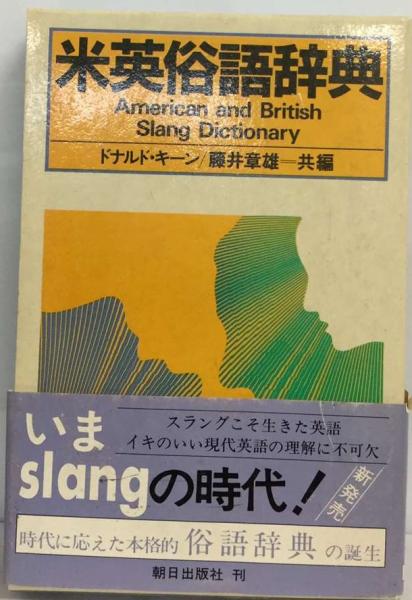 米英俗語辞典
American and British
Slang Dictionary
ドナルド・キーン/藤井章雄=共編
スラングこそ生きた英語
イキのいい現代英語の理解に不可欠
いま
slangの時代!
新発売
時代に応えた本格的俗語辞典の誕生
朝日出版社 刊